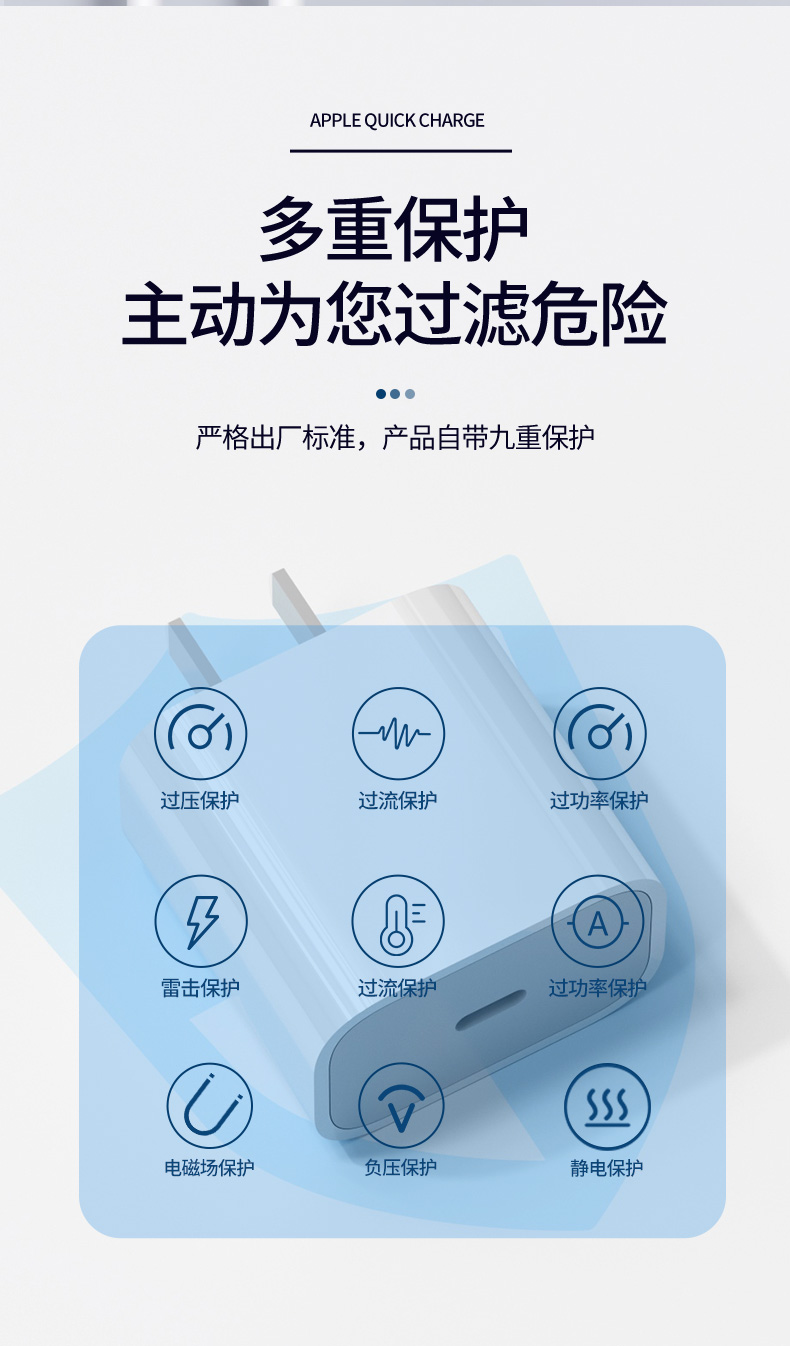 APPLE QUICK CHARGE
多重保护
主动为您过滤危险
严格出厂标准，产品自带九重保护
过压保护
过流保护
过功率保护
雷击保护
过流保护
A
过功率保护
电磁场保护
负压保护
静电保护